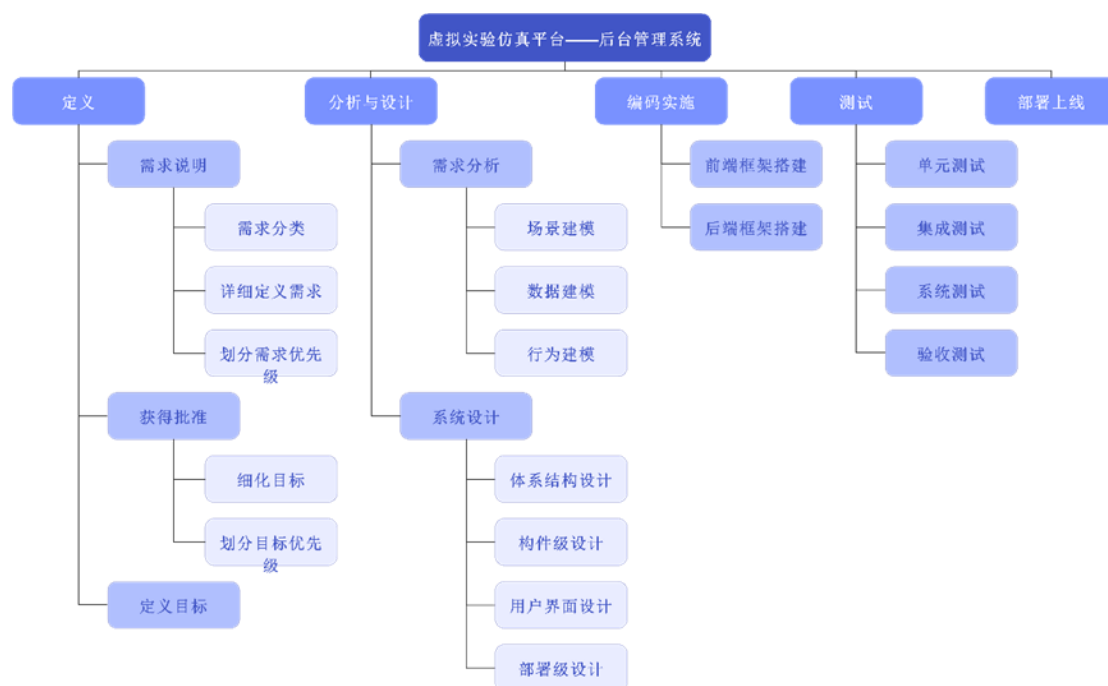 虚拟实验仿真平台——后台管理系统
定义
分析与设计
编码实施
测试
部署上线
需求说明
需求分类
详细定义需求
划分需求优先
级
获得批准
细化目标
划分目标优先
级
定义目标
需求分析
场景建模
数据建模
行为建模
系统设计
体系结构设计
构件级设计
用户界面设计
部署级设计
前端框架搭建
后端框架搭建
单元测试
集成测试
系统测试
验收测试